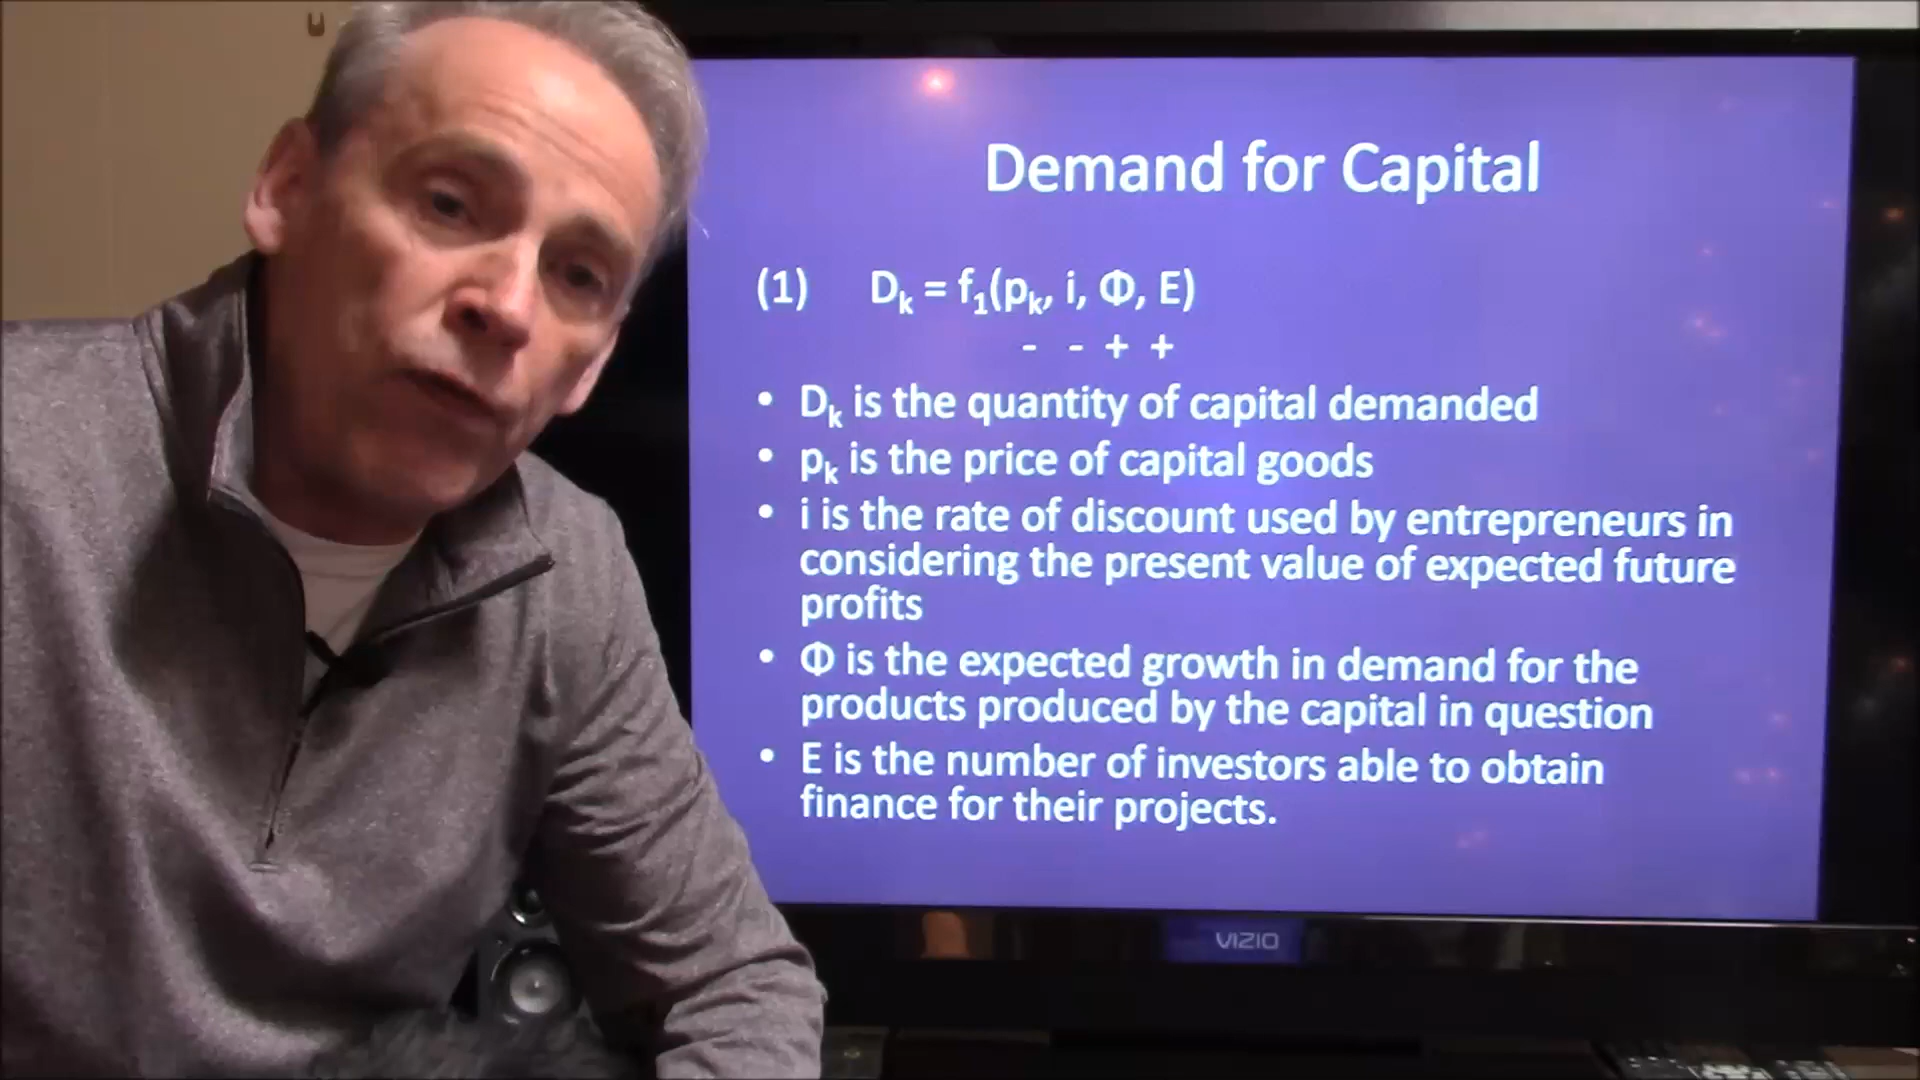 Demand for Capital
(1) Dₖ = f₁(pₖ, i, Φ, E)
- - + +
• Dₖ is the quantity of capital demanded
• pₖ is the price of capital goods
• i is the rate of discount used by entrepreneurs in
considering the present value of expected future
profits
• Φ is the expected growth in demand for the
products produced by the capital in question
• E is the number of investors able to obtain
finance for their projects.
VIZIO